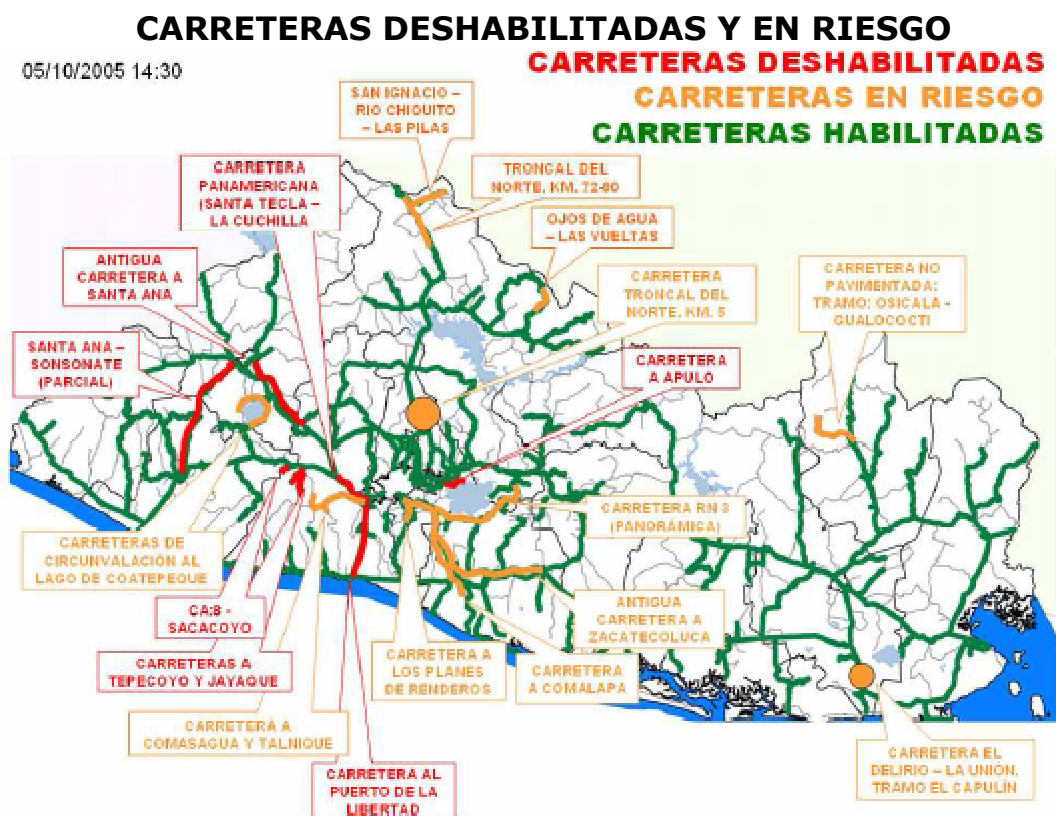 CARRETERAS DESHABILITADAS Y EN RIESGO
05/10/2005 14:30
CARRETERAS DESHABILITADAS
CARRETERAS EN RIESGO
CARRETERAS HABILITADAS
SAN IGNACIO –
RIO CHIQUITO
– LAS PILAS
CARRETERA
PANAMERICANA
(SANTA TECLA –
LA CUCHILLA
TRONCAL DEL
NORTE, KM. 72-80
OJOS DE AGUA
– LAS VUELTAS
ANTIGUA
CARRETERA A
SANTA ANA
CARRETERA
TRONCAL DEL
NORTE, KM. 5
CARRETERA NO
PAVIMENTADA:
TRAMO: OSICALA -
GUALOCOCTI
SANTA ANA –
SONSONATE
(PARCIAL)
CARRETERA
A APULO
CARRETERA RN 3
(PANORÁMICA)
CARRETERAS DE
CIRCUNVALACIÓN AL
LAGO DE COATEPEQUE
CA:8 -
SACACOYO
ANTIGUA
CARRETERA A
ZACATECOLUCA
CARRETERAS A
TEPECOYO Y JAYAQUE
CARRETERA A
LOS PLANES
DE RENDEROS
CARRETERA
A COMALAPA
CARRETERA A
COMASAGUA Y TALNIQUE
CARRETERA EL
DELIRIO – LA UNIÓN,
TRAMO EL CAPULÍN
CARRETERA AL
PUERTO DE LA
LIBERTAD